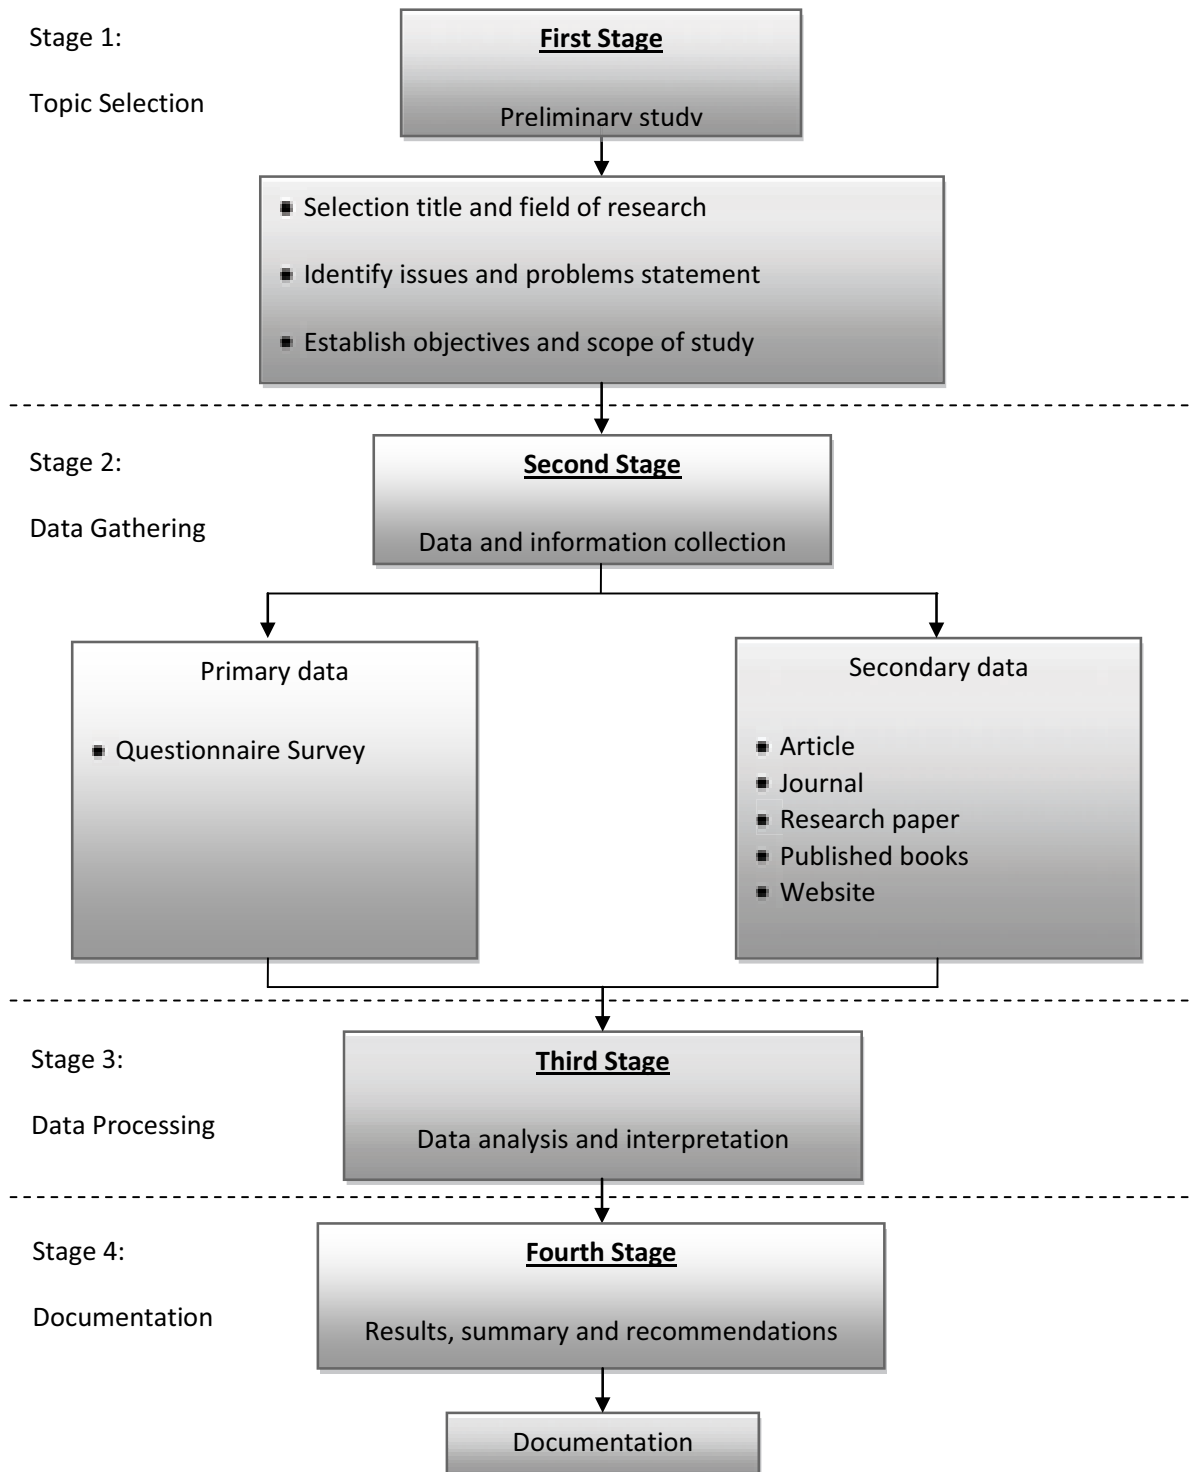 Stage 1:
Topic Selection
First Stage
Preliminary study
Selection title and field of research
Identify issues and problems statement
Establish objectives and scope of study
Stage 2:
Data Gathering
Second Stage
Data and information collection
Primary data
Questionnaire Survey
Secondary data
Article
Journal
Research paper
Published books
Website
Stage 3:
Data Processing
Third Stage
Data analysis and interpretation
Stage 4:
Documentation
Fourth Stage
Results, summary and recommendations
Documentation